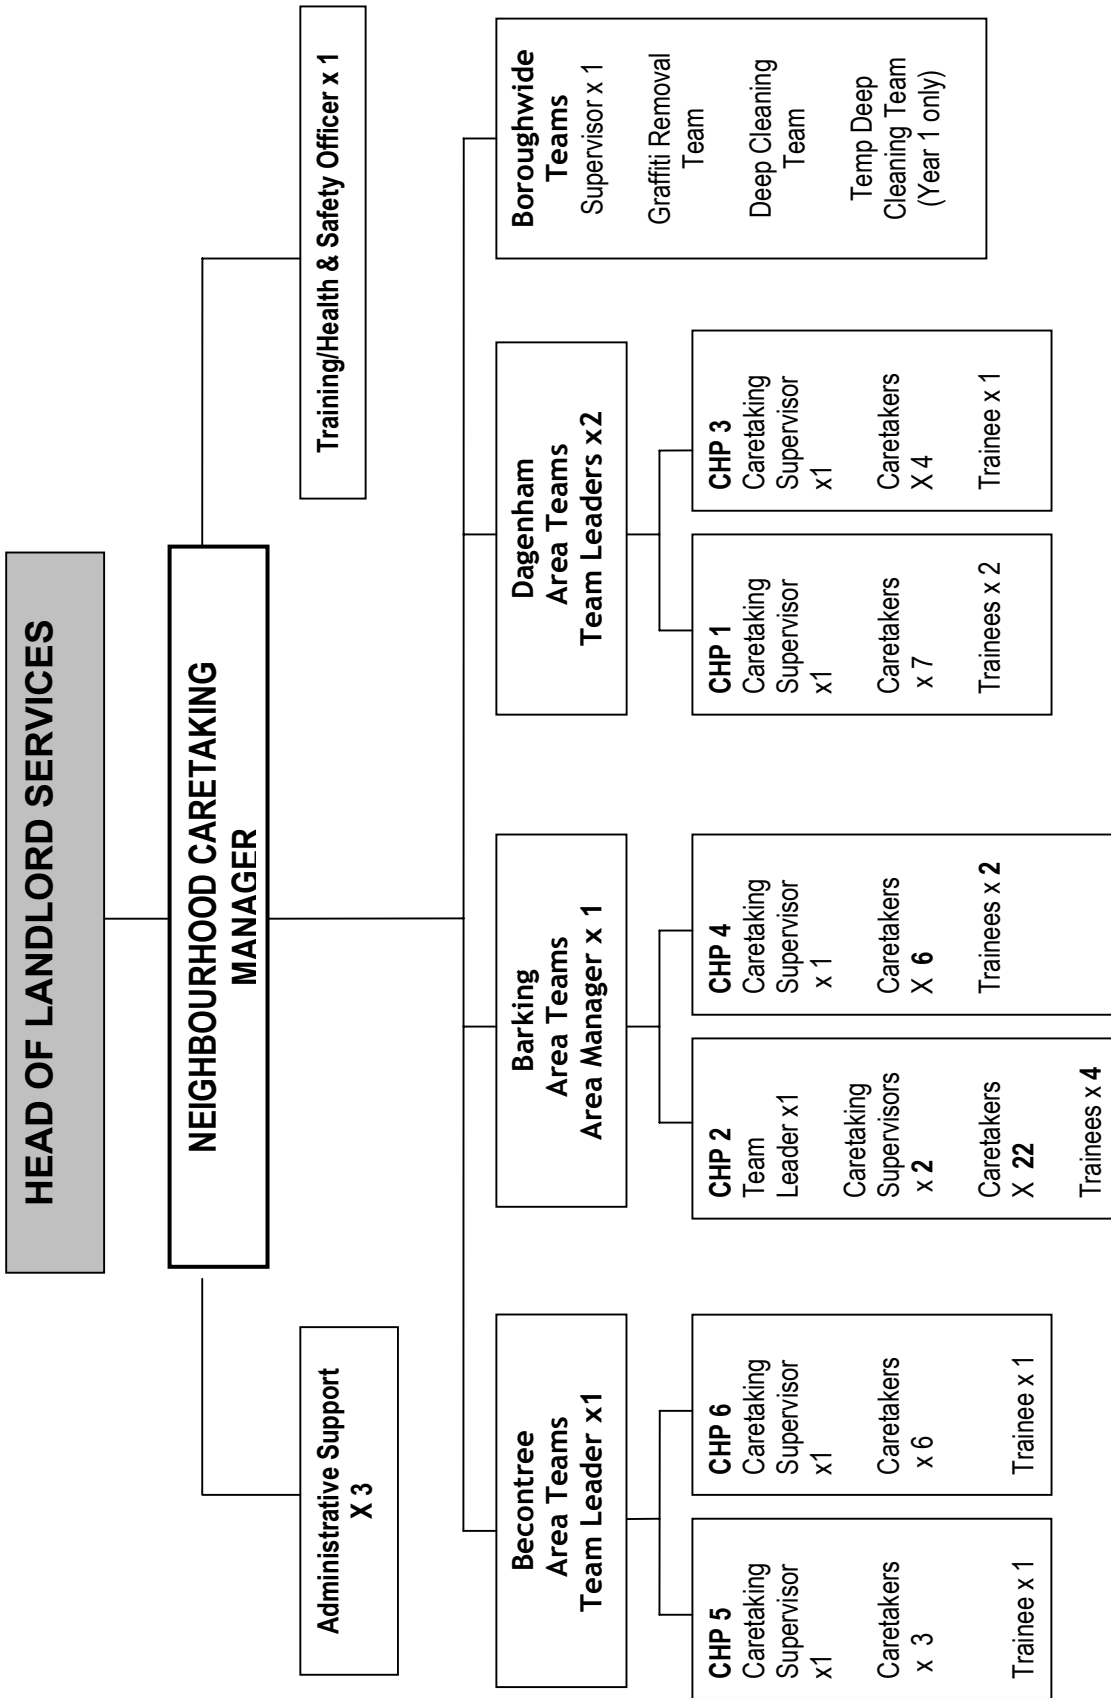 HEAD OF LANDLORD SERVICES
NEIGHBOURHOOD CARETAKING
MANAGER
Administrative Support
X 3
Training/Health & Safety Officer x 1
Becontree
Area Teams
Team Leader x1
Barking
Area Teams
Area Manager x 1
Dagenham
Area Teams
Team Leaders x2
Boroughwide
Teams
Supervisor x 1
Graffiti Removal
Team
Deep Cleaning
Team
Temp Deep
Cleaning Team
(Year 1 only)
CHP 5
Caretaking
Supervisor
x1
Caretakers
x 3
Trainee x 1
CHP 6
Caretaking
Supervisor
x1
Caretakers
x 6
Trainee x 1
CHP 2
Team
Leader x1
Caretaking
Supervisors
x 2
Caretakers
X 22
Trainees x 4
CHP 4
Caretaking
Supervisor
x 1
Caretakers
X 6
Trainees x 2
CHP 1
Caretaking
Supervisor
x1
Caretakers
x 7
Trainees x 2
CHP 3
Caretaking
Supervisor
x1
Caretakers
X 4
Trainee x 1